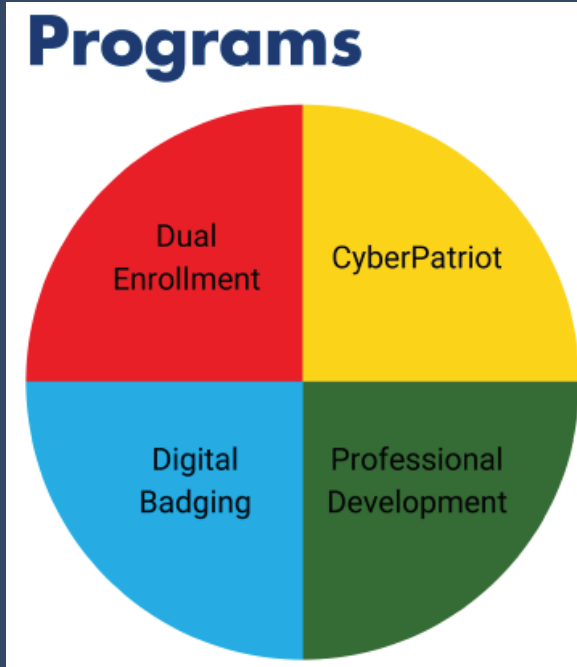 Programs
Dual
Enrollment
CyberPatriot
Digital
Badging
Professional
Development